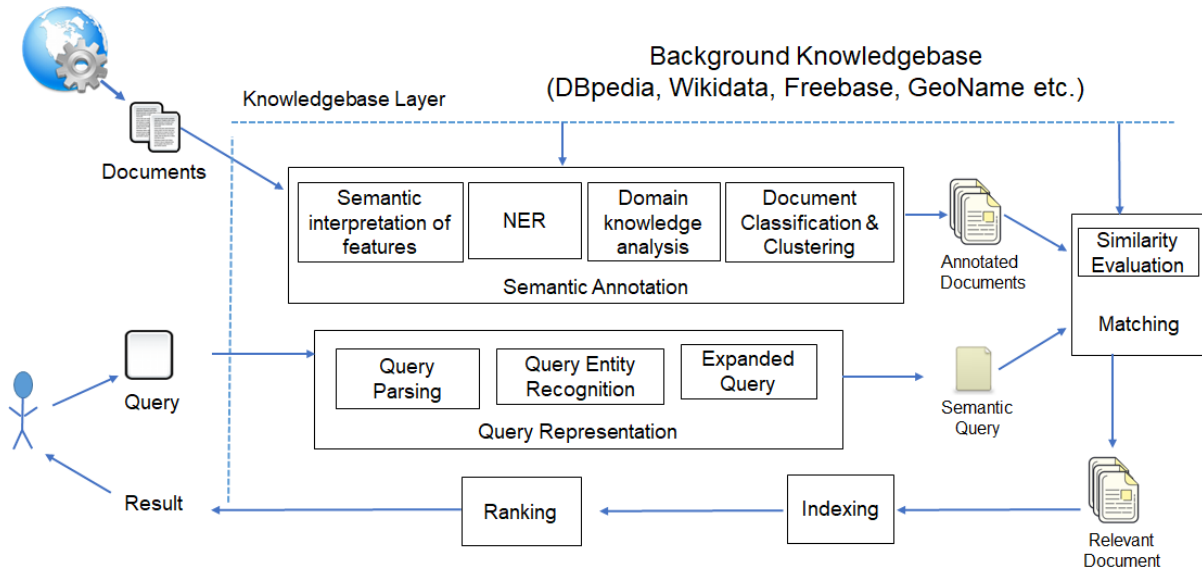 Background Knowledgebase
(DBpedia, Wikidata, Freebase, GeoName etc.)
Knowledgebase Layer
Documents
Semantic
interpretation of
features
NER
Domain
knowledge
analysis
Document
Classification &
Clustering
Semantic Annotation
Annotated
Documents
Similarity
Evaluation
Matching
Query
Query
Parsing
Query Entity
Recognition
Expanded
Query
Query Representation
Semantic
Query
Result
Ranking
Indexing
Relevant
Document